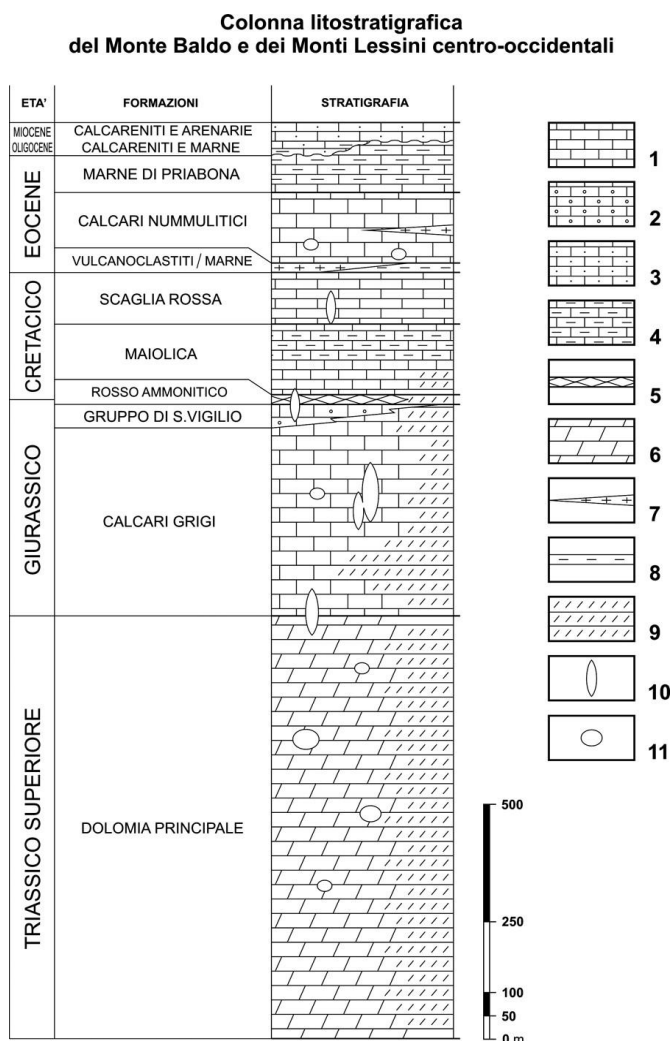 Colonna litostratigrafica
del Monte Baldo e dei Monti Lessini centro-occidentali
ETA' FORMAZIONI STRATIGRAFIA
MIOCENE CALCARENITI E ARENARIE
OLIGOCENE CALCARENITI E MARNE
EOCENE
MARNE DI PRIABONA
CALCARI NUMMULITICI
VULCANOCLASTITI / MARNE
CRETACICO
SCAGLIA ROSSA
MAIOLICA
ROSSO AMMONITICO
GIURASSICO
GRUPPO DI S.VIGILIO
CALCARI GRIGI
TRIASSICO SUPERIORE
DOLOMIA PRINCIPALE
1
2
3
4
5
6
7
8
9
10
11
500
250
100
50
0 m